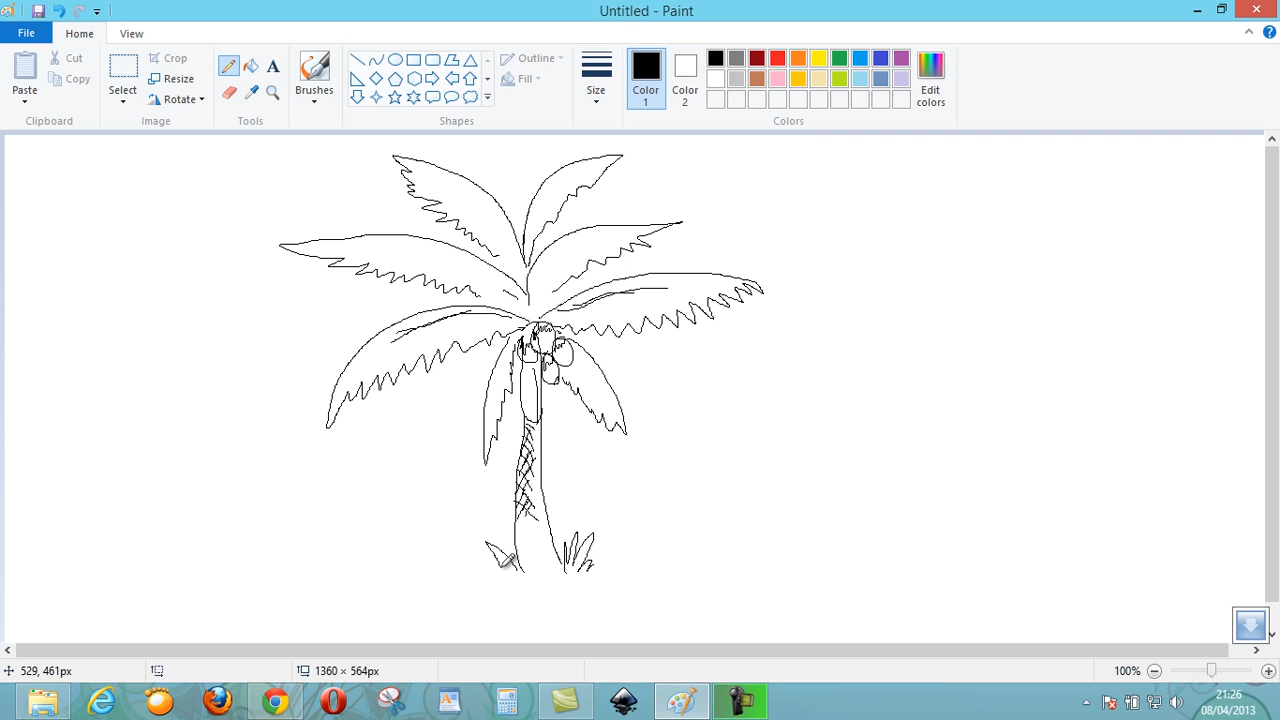 Untitled - Paint
File
Home
View
Paste
Cut
Copy
Clipboard
Select
Crop
Resize
Rotate
Image
A
Tools
Brushes
Shapes
Outline
Fill
Size
Color 1
Color 2
Edit colors
Colors
529, 461px
1360 × 564px
100%
21:26
08/04/2013